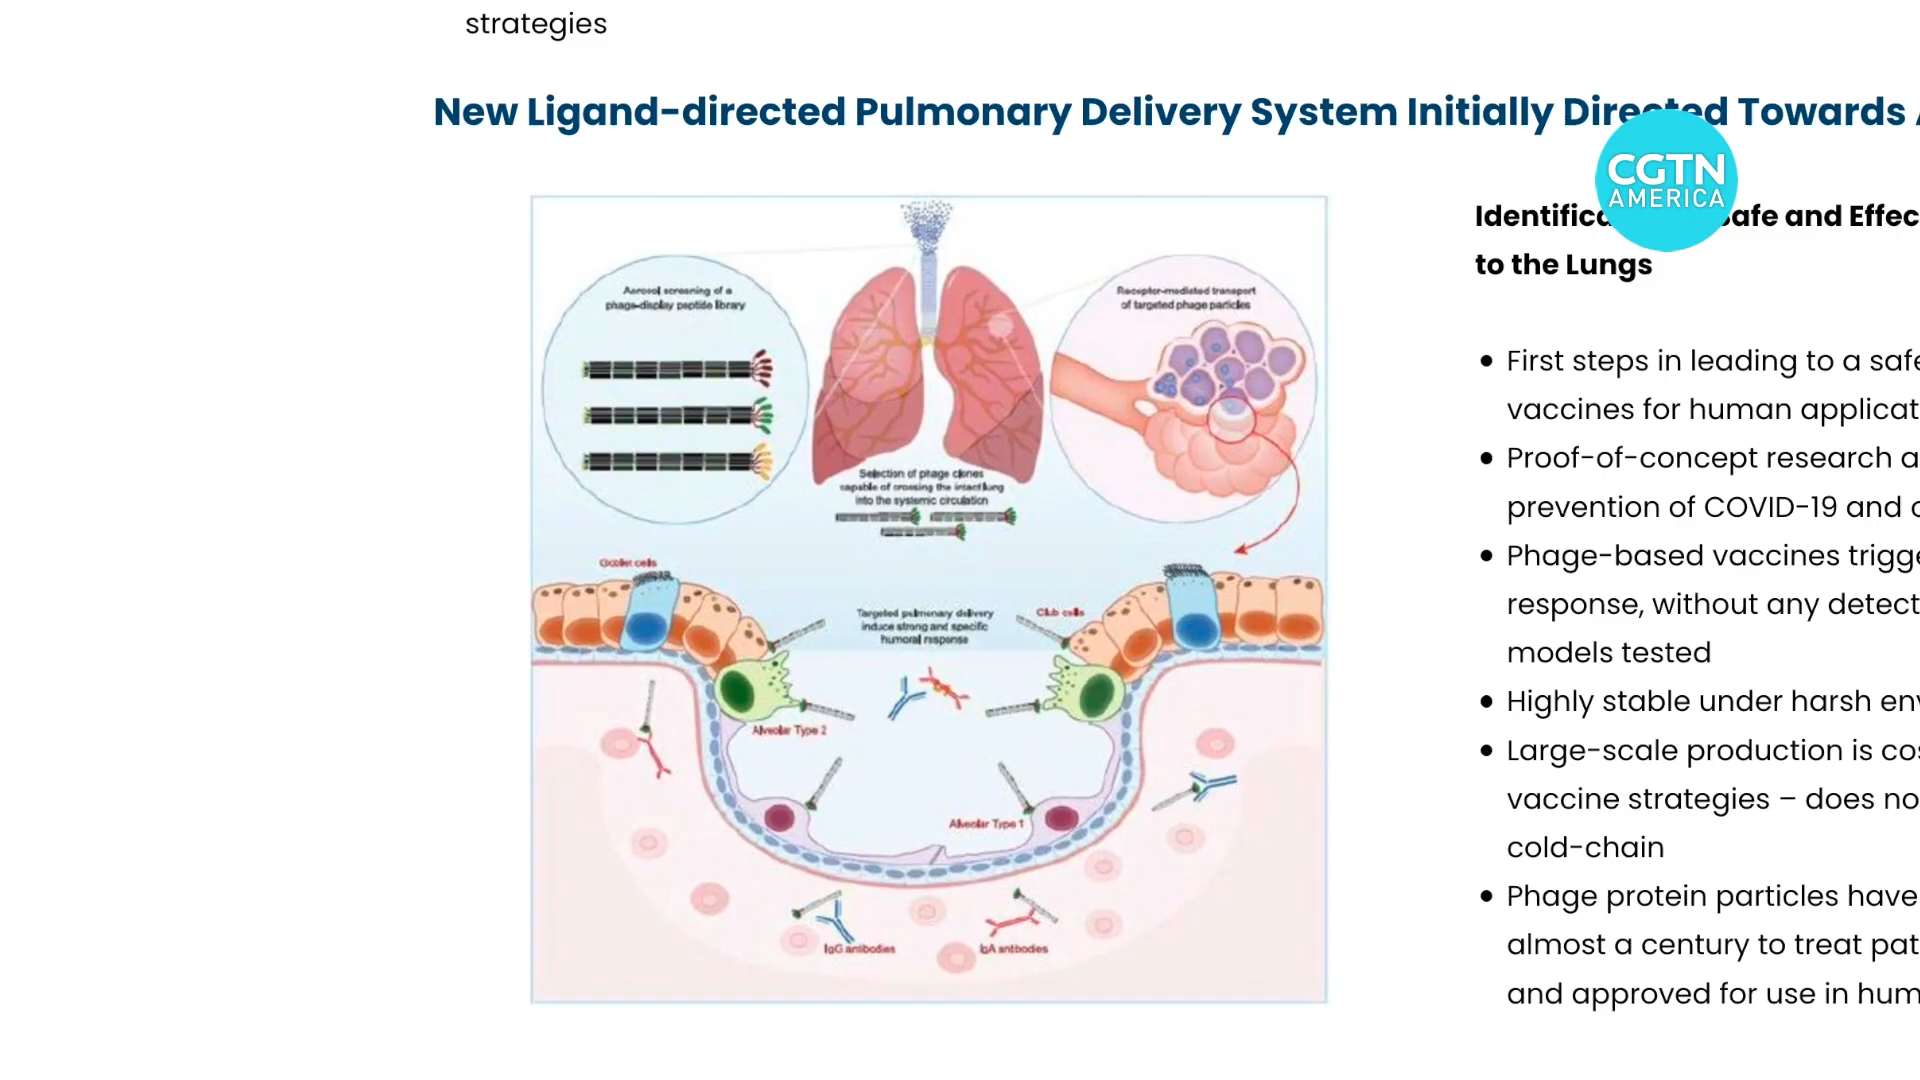 strategies
New Ligand-directed Pulmonary Delivery System Initially Directed Towards
CGTN
AMERICA
Aerosol screening of a
phage-display peptide library
Receptor-mediated transport
of targeted phage particles
Selection of phage clones
capable of crossing the intact lung
into the systemic circulation
Goblet cells
Targeted pulmonary delivery
induce strong and specific
humoral response
Club cells
Alveolar Type 2
Alveolar Type 1
IgG antibodies
IgA antibodies
afe and Effec
to the Lungs
• First steps in leading to a safe
vaccines for human applicat
• Proof-of-concept research a
prevention of COVID-19 and
• Phage-based vaccines trigge
response, without any detect
models tested
• Highly stable under harsh env
• Large-scale production is cos
vaccine strategies – does no
cold-chain
• Phage protein particles have
almost a century to treat pat
and approved for use in hum